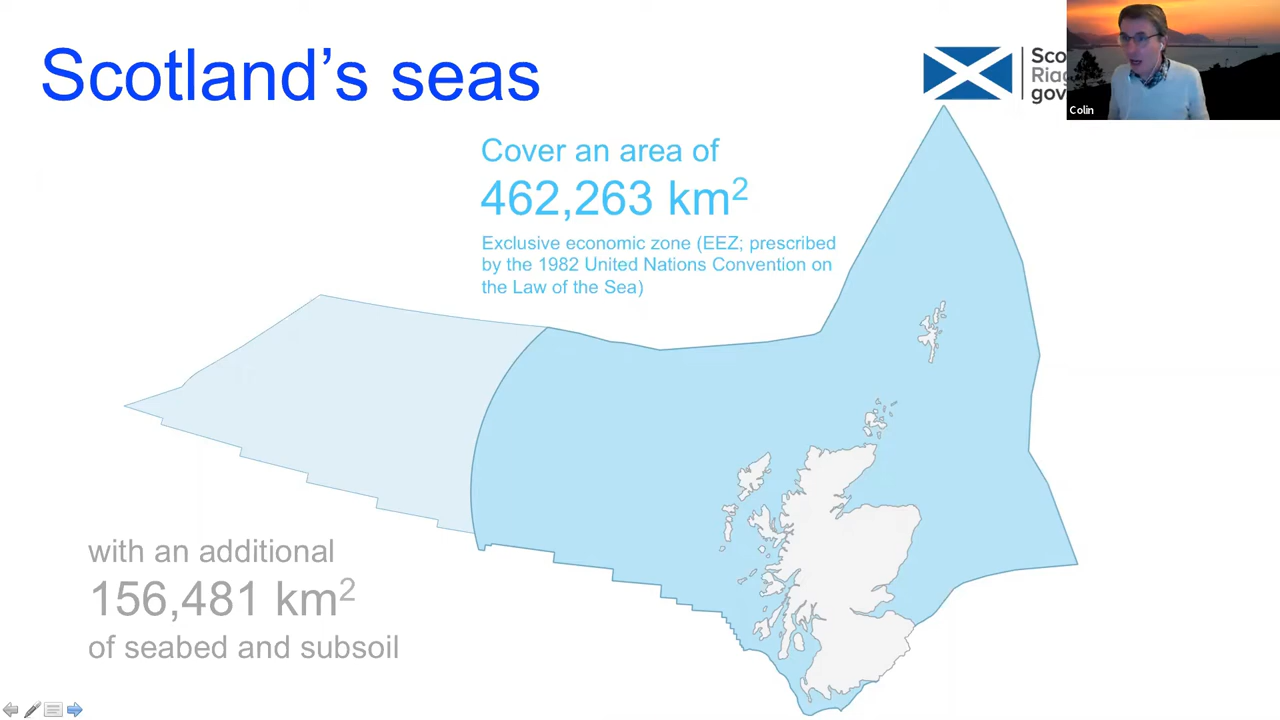 Scotland’s seas
Cover an area of
462,263 km²
Exclusive economic zone (EEZ; prescribed
by the 1982 United Nations Convention on
the Law of the Sea)
with an additional
156,481 km²
of seabed and subsoil
Colin